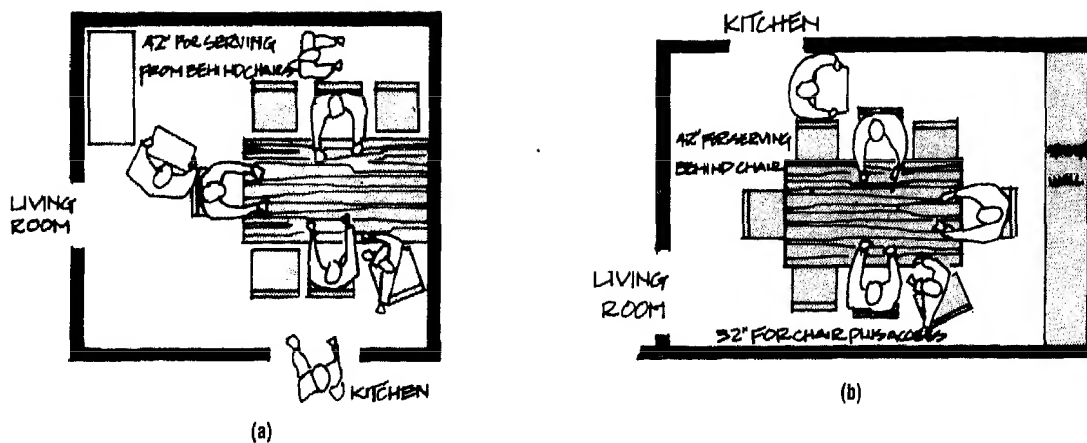 42" FOR SERVING
FROM BEHIND CHAIRS
LIVING
ROOM
KITCHEN
(a)
KITCHEN
42" FOR SERVING
BEHIND CHAIR
WALL
LIVING
ROOM
32" FOR CHAIR PLUS ACCESS
(b)